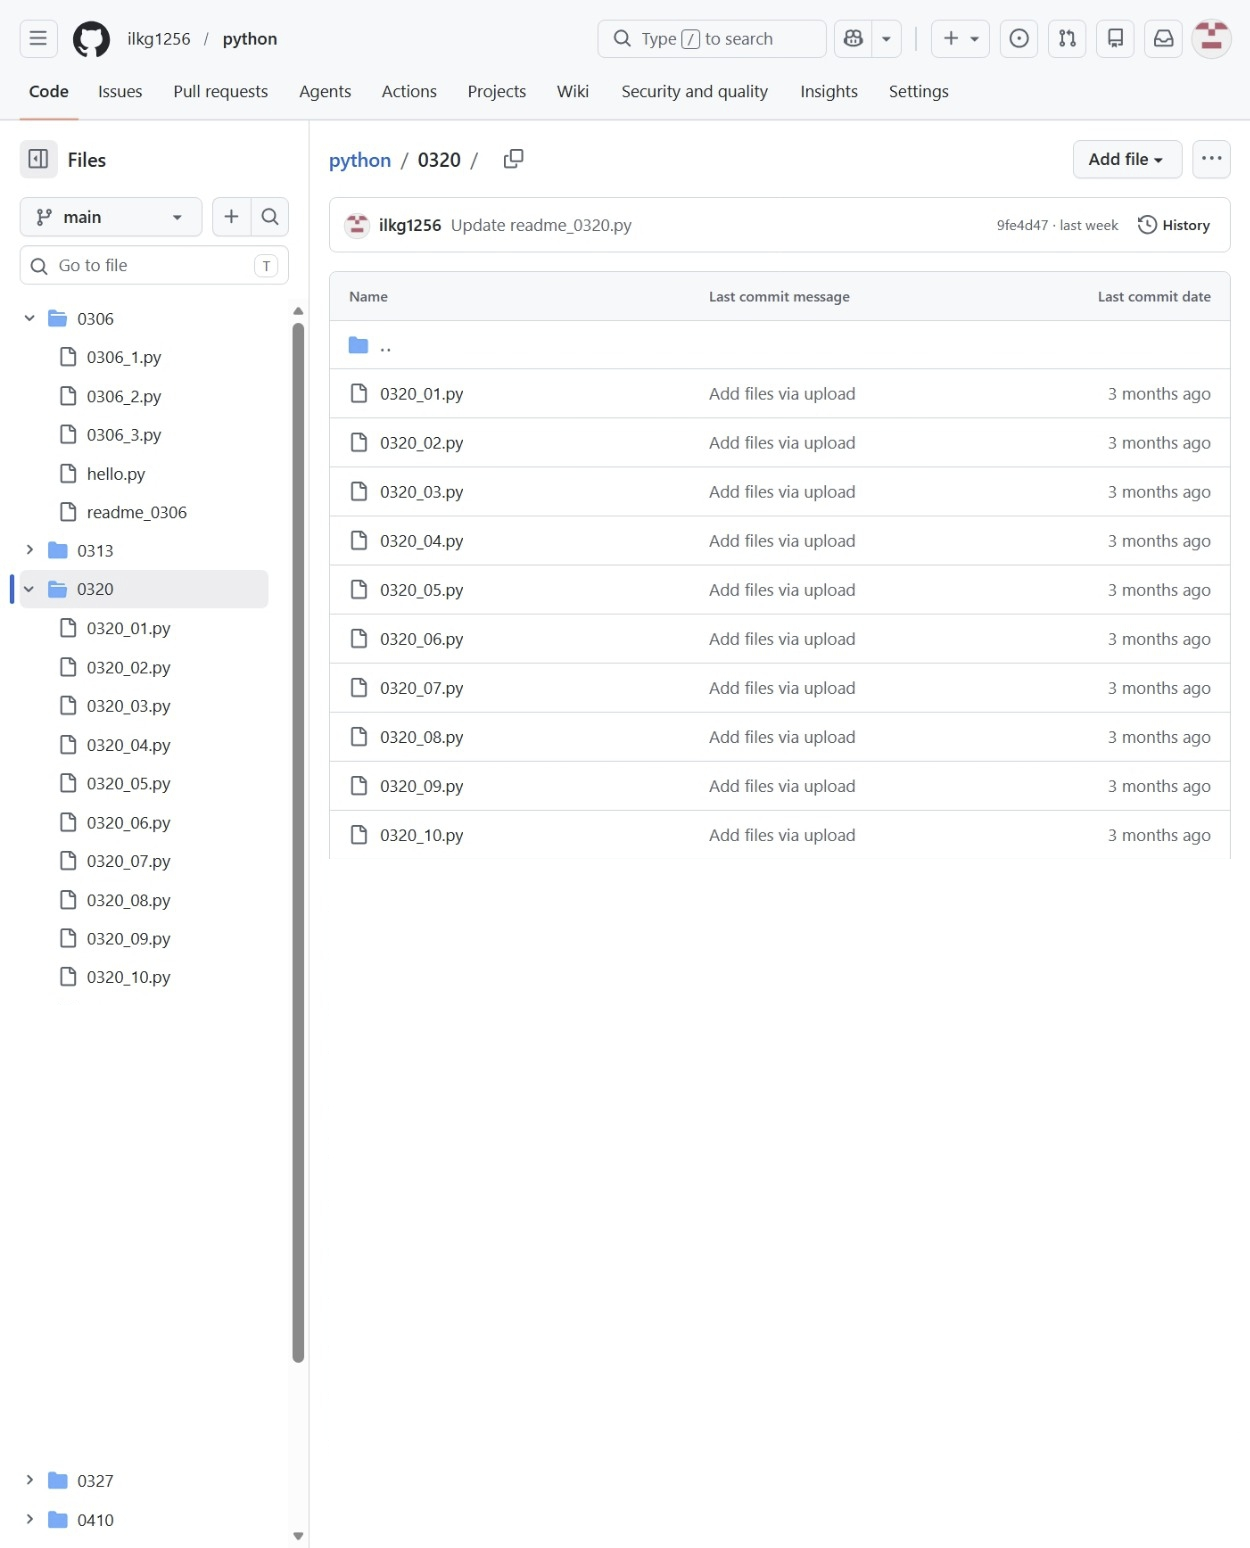 ilkg1256 / python
Type / to search
Code Issues Pull requests Agents Actions Projects Wiki Security and quality Insights Settings
Files
main
Go to file T
0306
0306_1.py
0306_2.py
0306_3.py
hello.py
readme_0306
0313
0320
0320_01.py
0320_02.py
0320_03.py
0320_04.py
0320_05.py
0320_06.py
0320_07.py
0320_08.py
0320_09.py
0320_10.py
0327
0410
python / 0320 /
Add file
ilkg1256 Update readme_0320.py 9fe4d47 · last week History
Name Last commit message Last commit date
..
0320_01.py Add files via upload 3 months ago
0320_02.py Add files via upload 3 months ago
0320_03.py Add files via upload 3 months ago
0320_04.py Add files via upload 3 months ago
0320_05.py Add files via upload 3 months ago
0320_06.py Add files via upload 3 months ago
0320_07.py Add files via upload 3 months ago
0320_08.py Add files via upload 3 months ago
0320_09.py Add files via upload 3 months ago
0320_10.py Add files via upload 3 months ago